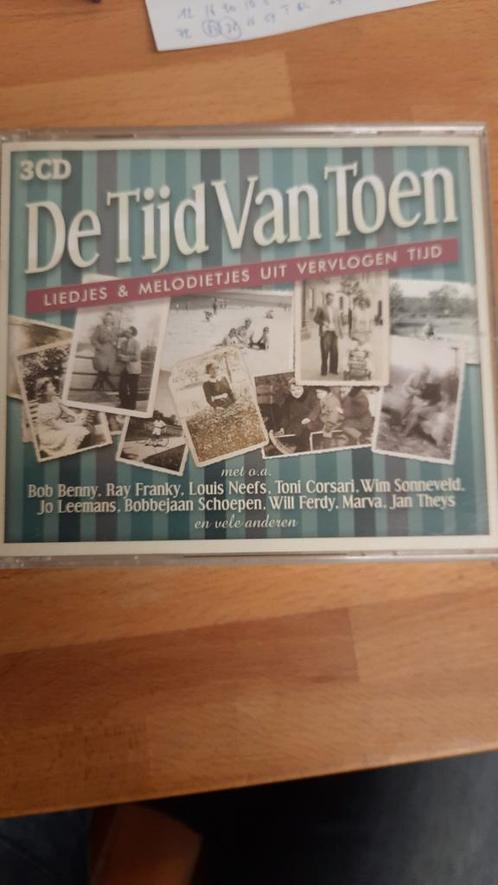 3CD
De Tijd Van Toen
LIEDJES & MELODIETJES UIT VERVLOGEN TIJD
met o.a.
Bob Benny, Ray Franky, Louis Neefs, Toni Corsari, Wim Sonneveld,
Jo Leemans, Bobbejaan Schoepen, Will Ferdy, Marva, Jan Theys
en vele anderen